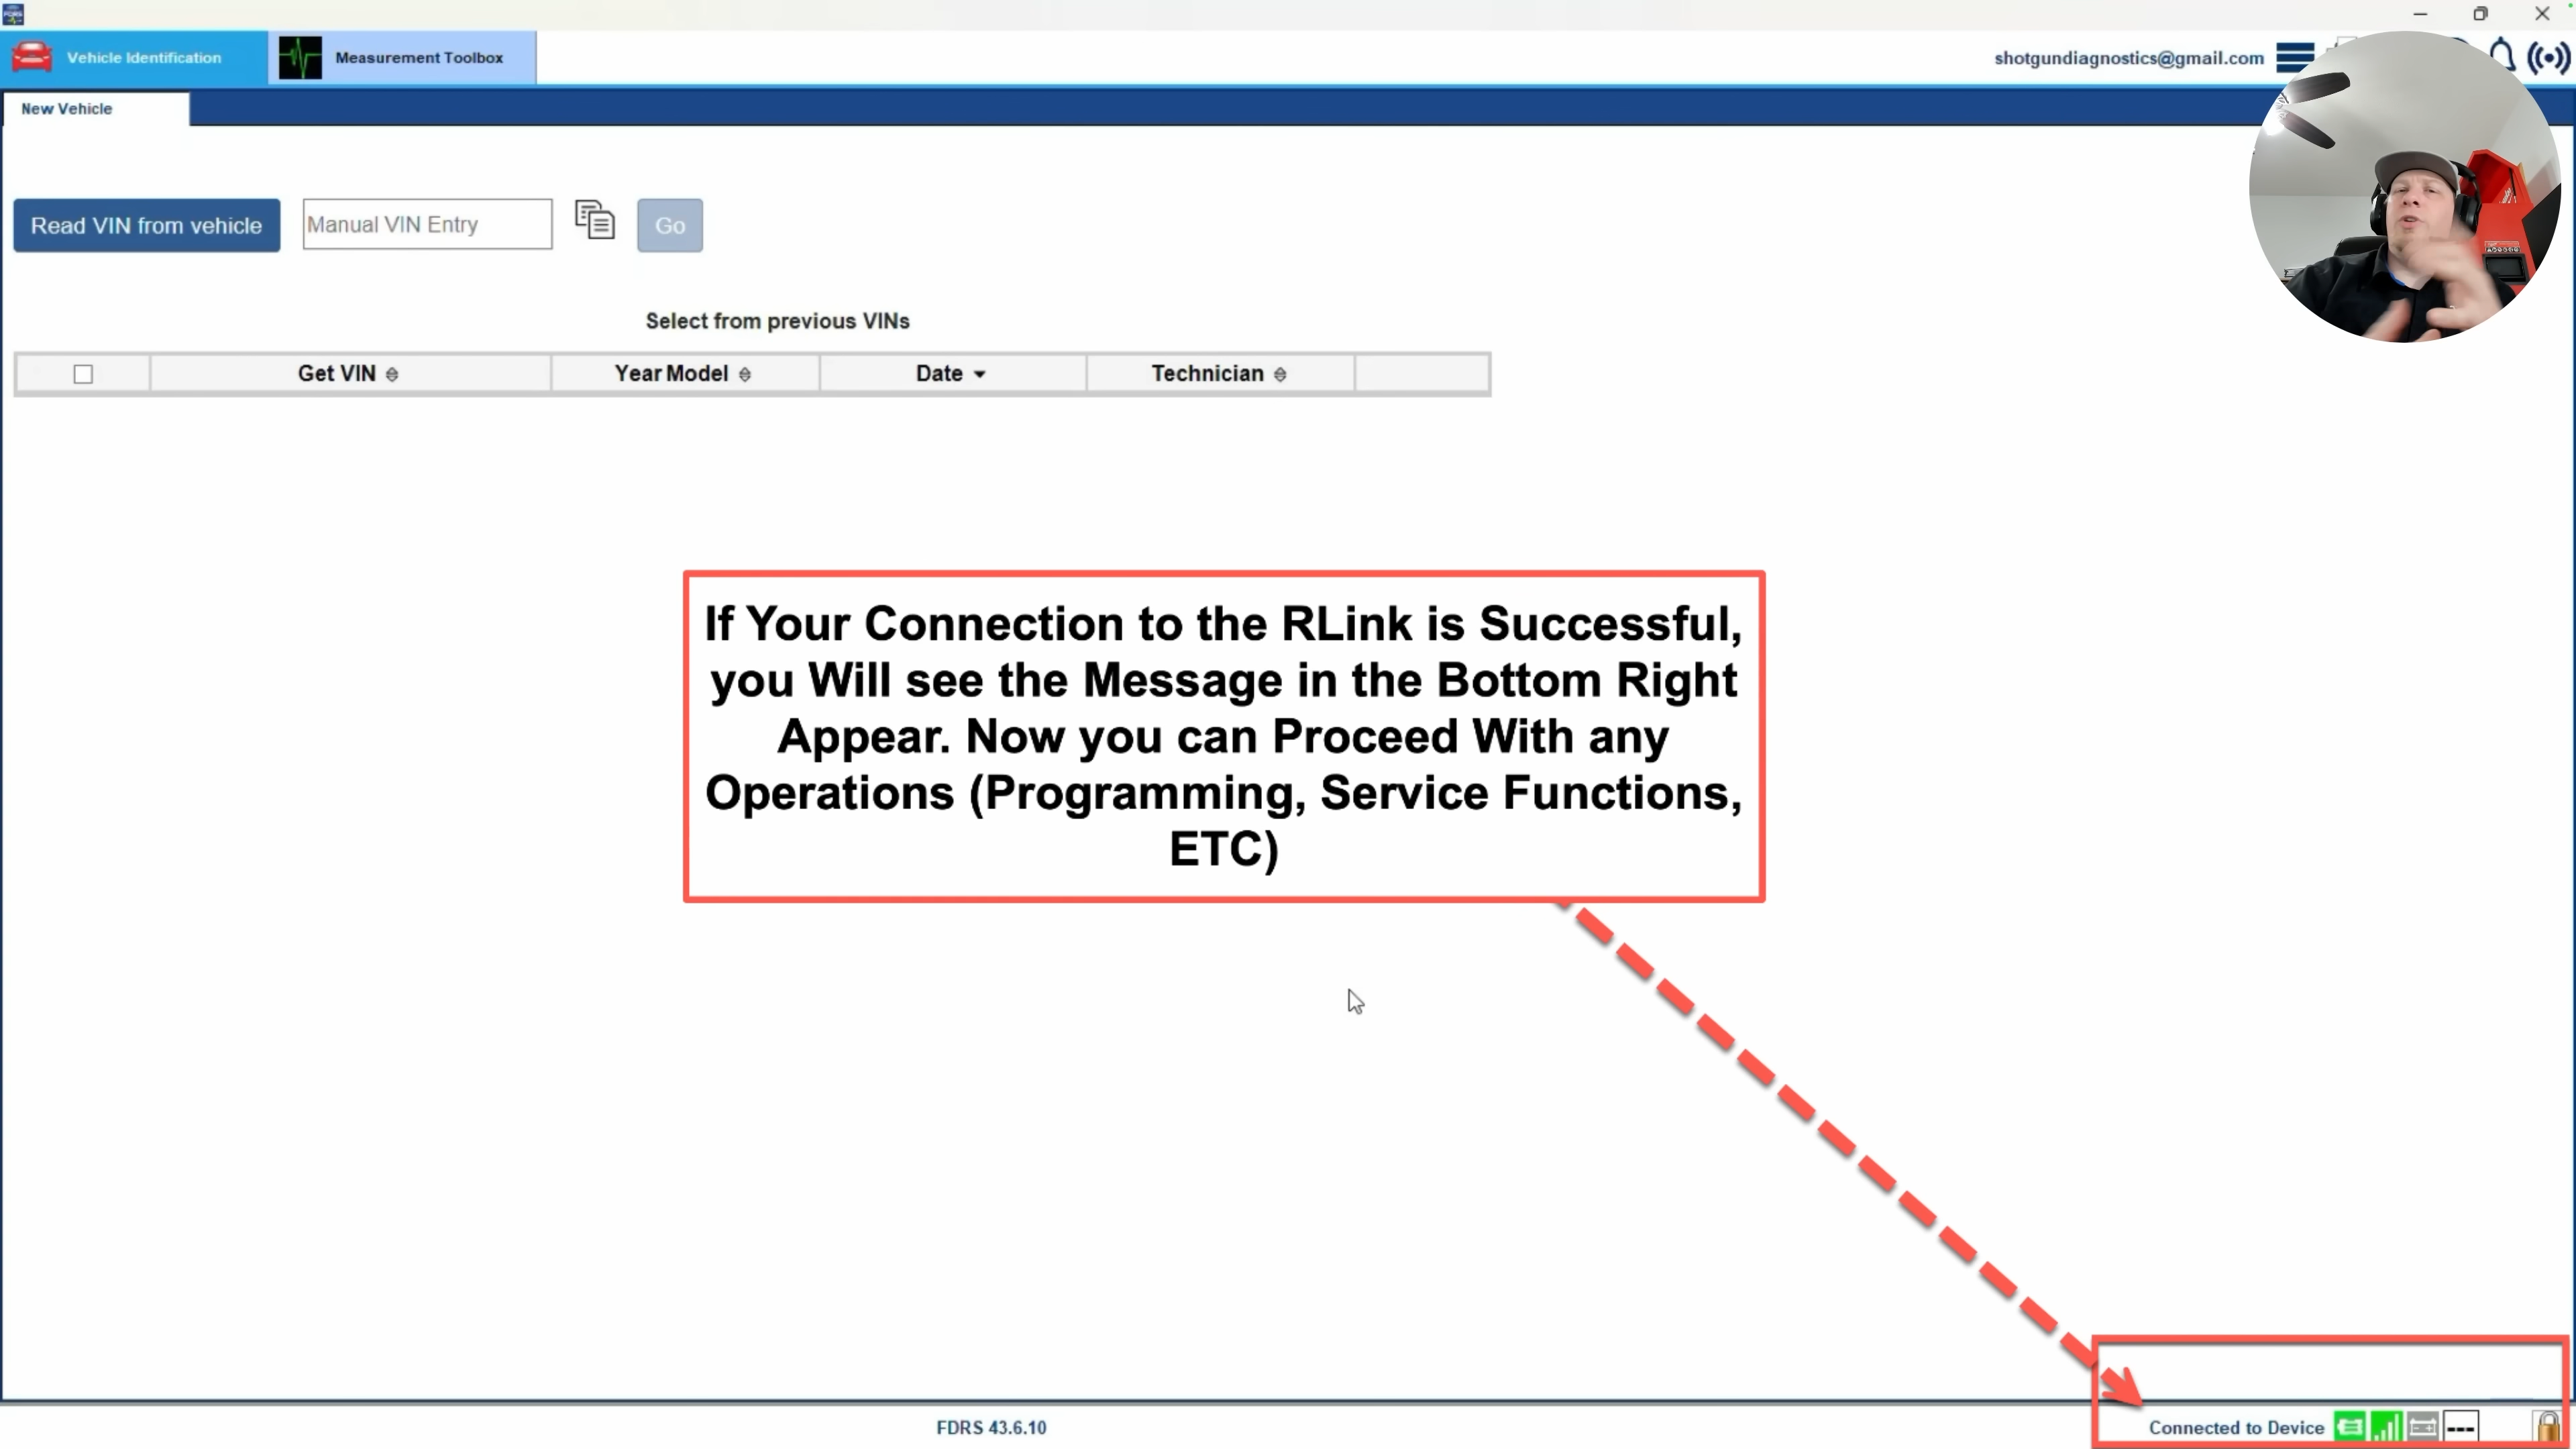 FDRS
Vehicle Identification
Measurement Toolbox
shotgundiagnostics@gmail.com
New Vehicle
Read VIN from vehicle
Manual VIN Entry
Go
Select from previous VINs
Get VIN
Year Model
Date
Technician
If Your Connection to the RLink is Successful,
you Will see the Message in the Bottom Right
Appear. Now you can Proceed With any
Operations (Programming, Service Functions,
ETC)
FDRS 43.6.10
Connected to Device
---